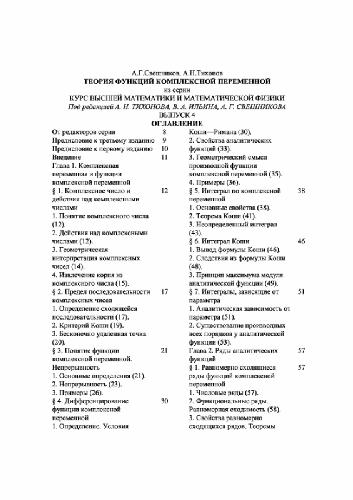 А.Г.Свешников, А.Н.Тихонов
ТЕОРИЯ ФУНКЦИЙ КОМПЛЕКСНОЙ ПЕРЕМЕННОЙ
из серии
КУРС ВЫСШЕЙ МАТЕМАТИКИ И МАТЕМАТИЧЕСКОЙ ФИЗИКИ
Под редакцией А. Н. ТИХОНОВА, В. А. ИЛЬИНА, А. Г. СВЕШНИКОВА
ВЫПУСК 4
ОГЛАВЛЕНИЕ
От редакторов серии 8
Предисловие к третьему изданию 9
Предисловие к первому изданию 10
Введение 11
Глава 1. Комплексная
переменная и функции
комплексной переменной
§ 1. Комплексное число и 12
действия над комплексными
числами
1. Понятие комплексного числа
(12).
2. Действия над комплексными
числами (12).
3. Геометрическая
интерпретация комплексных
чисел (14).
4. Извлечение корня из
комплексного числа (15).
§ 2. Предел последовательности 17
комплексных чисел
1. Определение сходящейся
последовательности (17).
2. Критерий Коши (19).
3. Бесконечно удаленная точка
(20).
§ 3. Понятие функции 21
комплексной переменной.
Непрерывность
1. Основные определения (21).
2. Непрерывность (23).
3. Примеры (26).
§ 4. Дифференцирование 30
функции комплексной
переменной
1. Определение. Условия
Коши—Римана (30).
2. Свойства аналитических
функций (33).
3. Геометрический смысл
производной функции
комплексной переменной (35).
4. Примеры (36).
§ 5. Интеграл по комплексной 38
переменной
1. Основные свойства (38).
2. Теорема Коши (41).
3. Неопределенный интеграл
(43).
§ 6. Интеграл Коши 46
1. Вывод формулы Коши (46).
2. Следствия из формулы Коши
(48).
3. Принцип максимума модуля
аналитической функции (49).
§ 7. Интегралы, зависящие от 51
параметра
1. Аналитическая зависимость от
параметра (51).
2. Существование производных
всех порядков у аналитической
функции (53).
Глава 2. Ряды аналитических 57
функций
§ 1. Равномерно сходящиеся 57
ряды функций комплексной
переменной
1. Числовые ряды (57).
2. Функциональные ряды.
Равномерная сходимость (58).
3. Свойства равномерно
сходящихся рядов. Теоремы